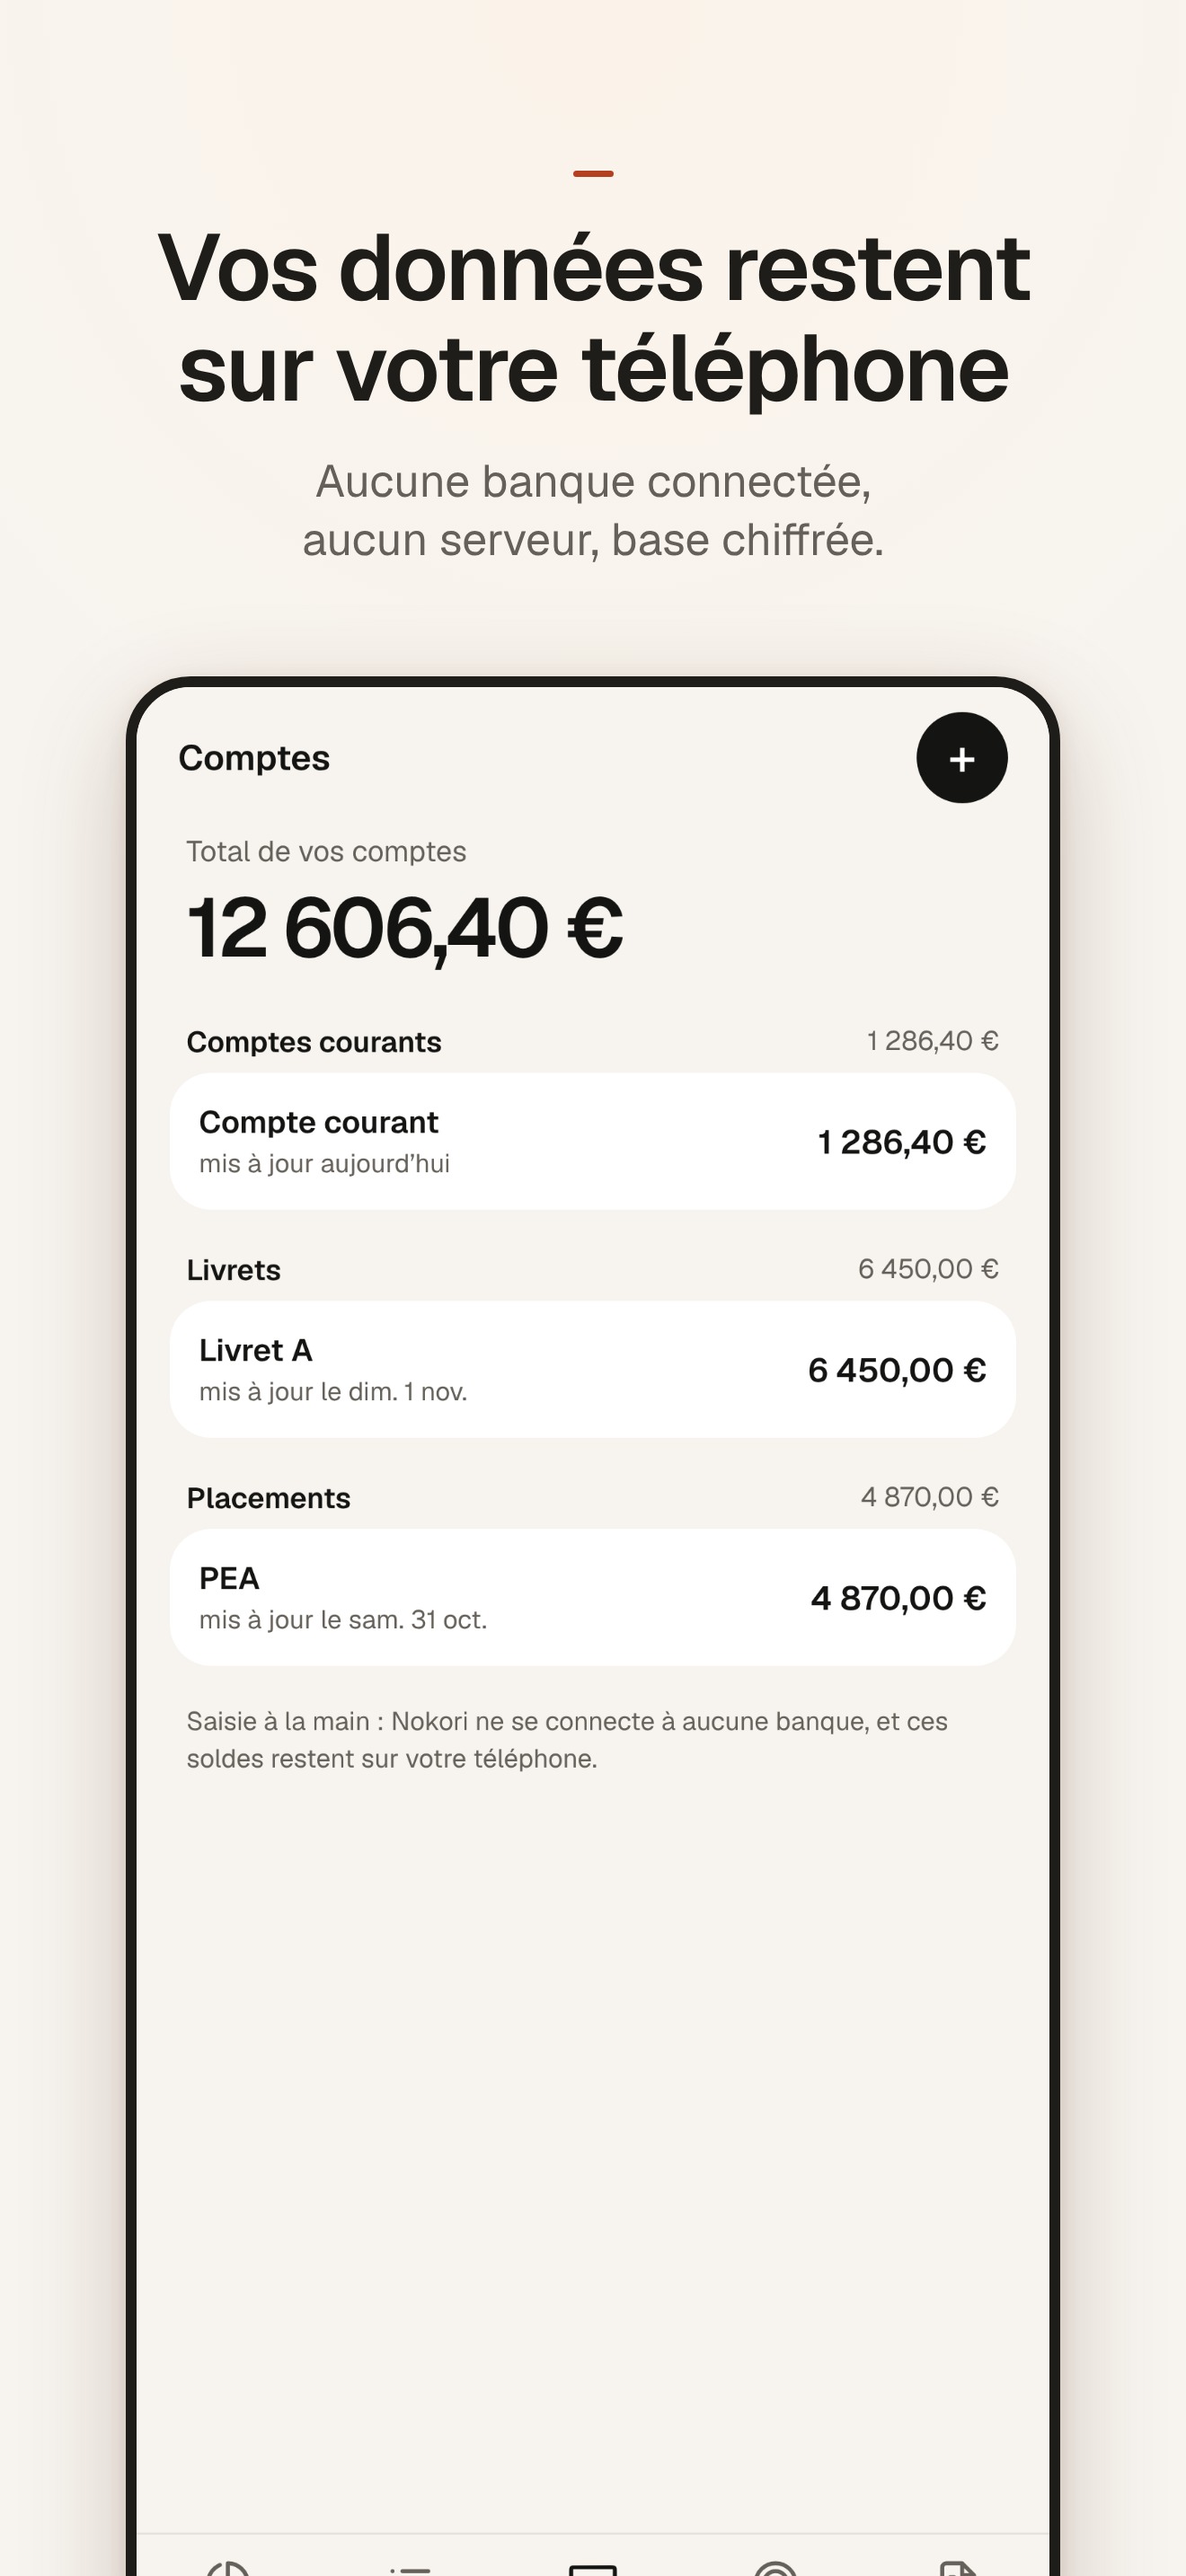 Vos données restent
sur votre téléphone
Aucune banque connectée,
aucun serveur, base chiffrée.
Comptes
+
Total de vos comptes
12 606,40 €
Comptes courants
1 286,40 €
Compte courant
1 286,40 €
mis à jour aujourd’hui
Livrets
6 450,00 €
Livret A
6 450,00 €
mis à jour le dim. 1 nov.
Placements
4 870,00 €
PEA
4 870,00 €
mis à jour le sam. 31 oct.
Saisie à la main : Nokori ne se connecte à aucune banque, et ces
soldes restent sur votre téléphone.